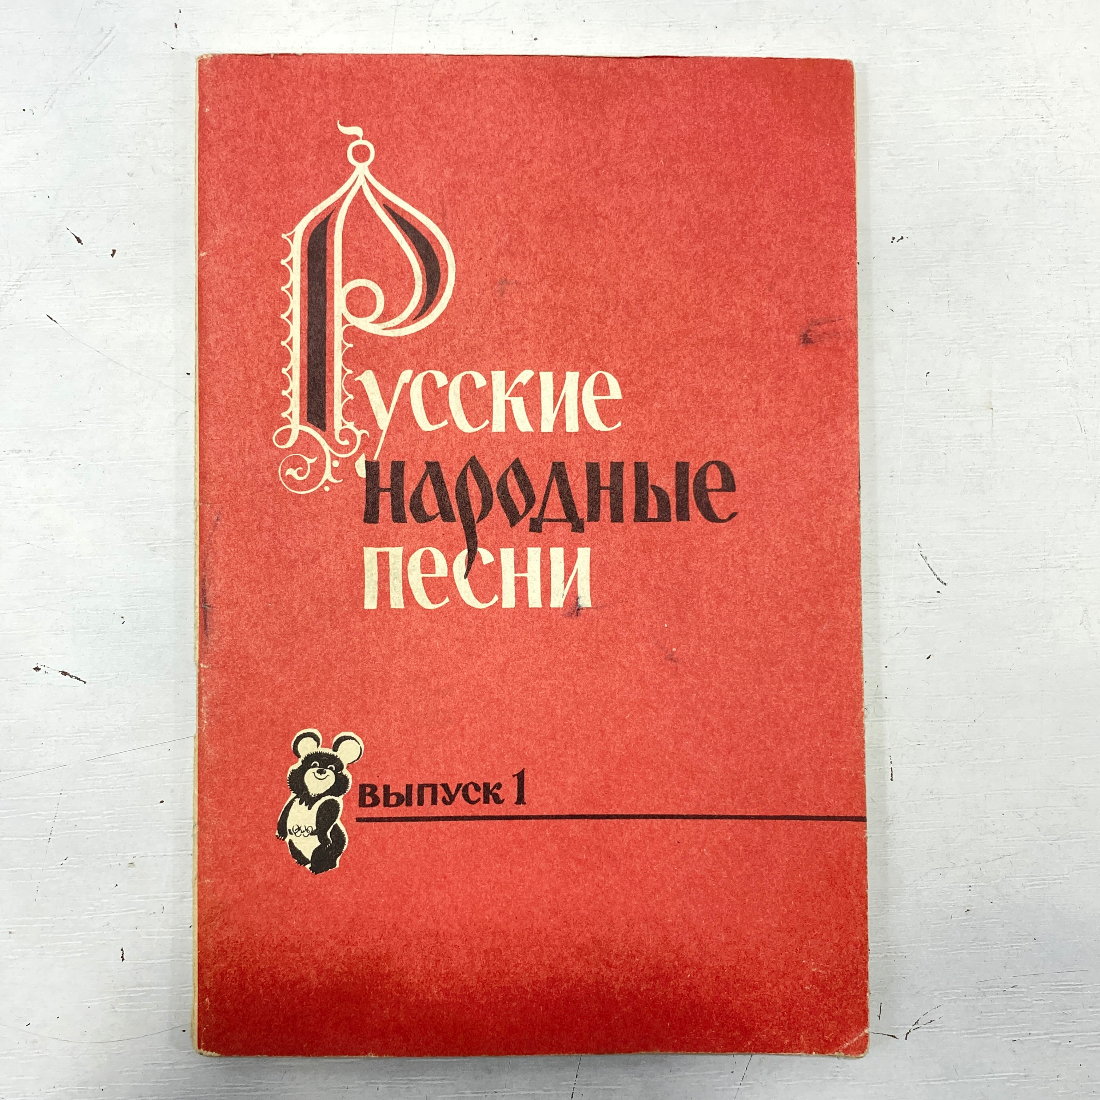 Русские
народные
песни
выпуск 1